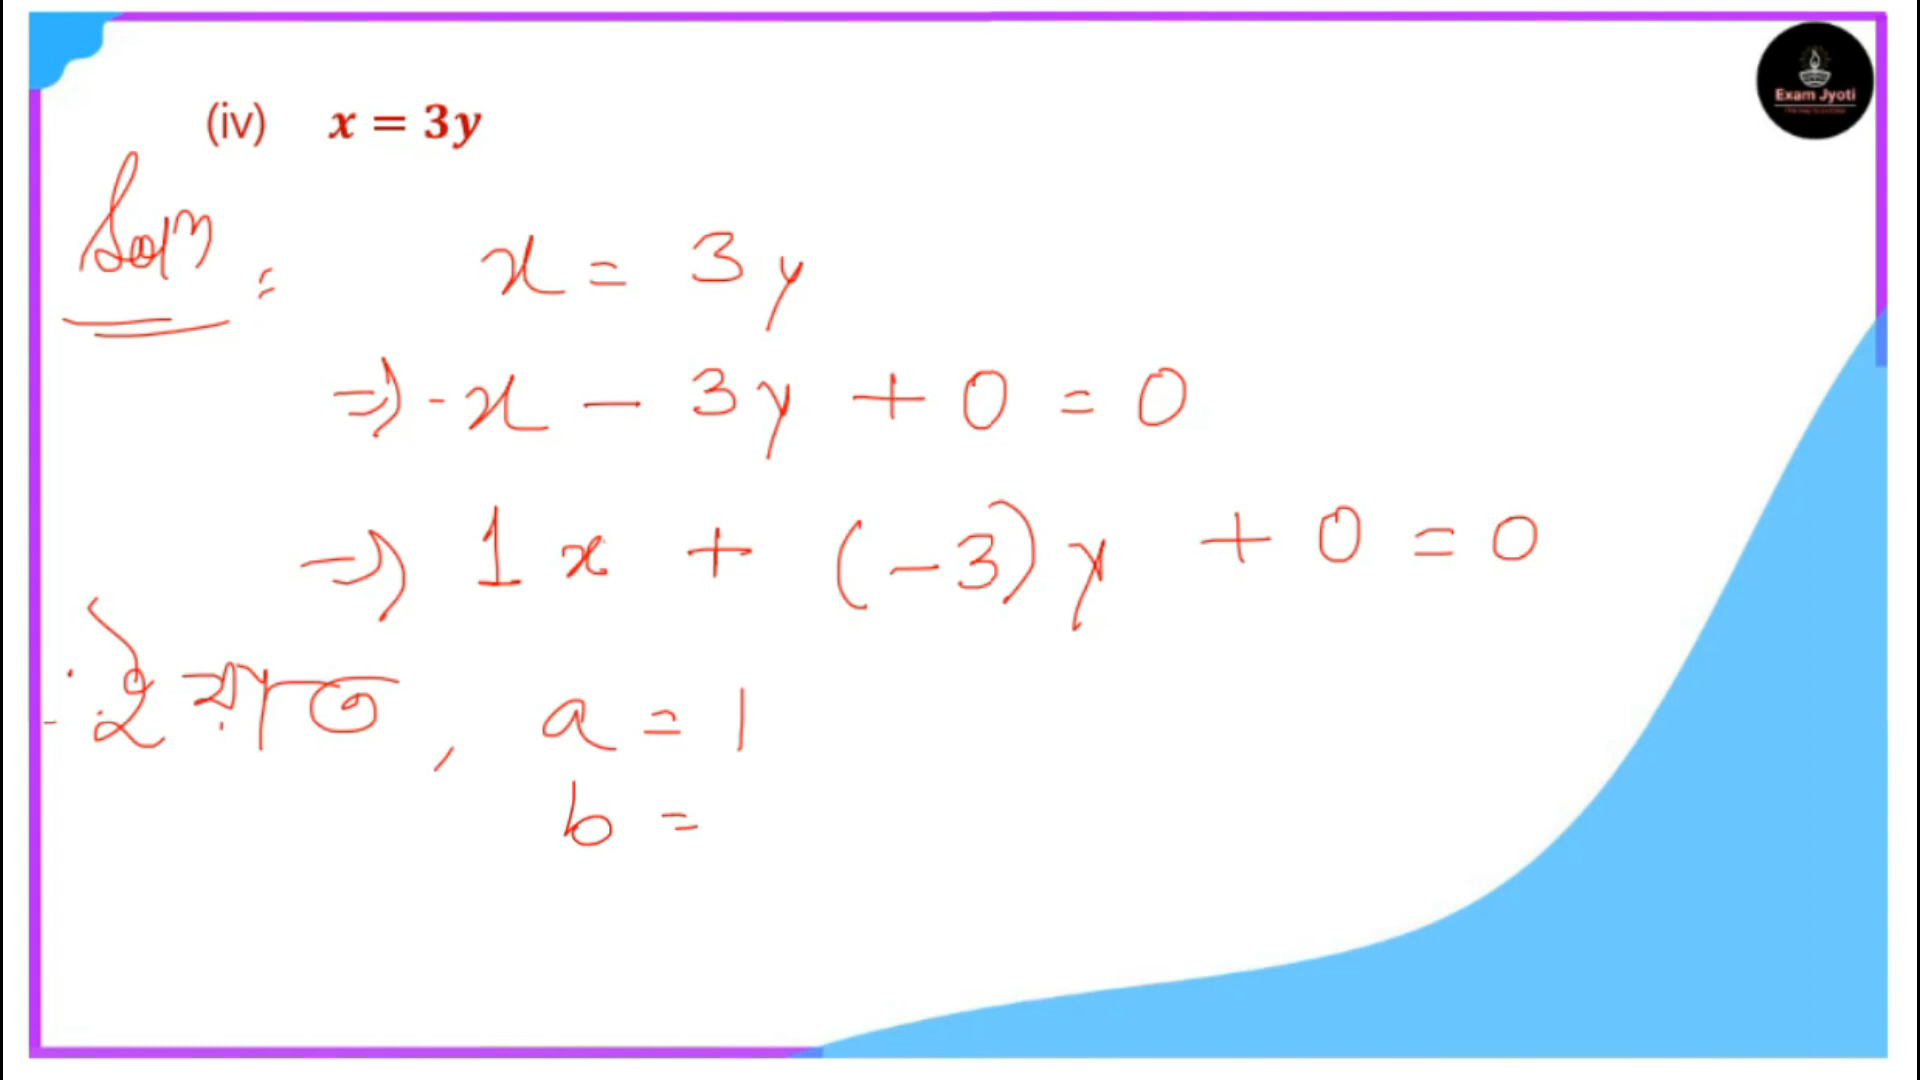 (iv) x = 3y
Exam Jyoti
Soln :
x = 3y
⇒ -x - 3y + 0 = 0
⇒ 1x + (-3)y + 0 = 0
∴ ইয়াত, a = 1
b =